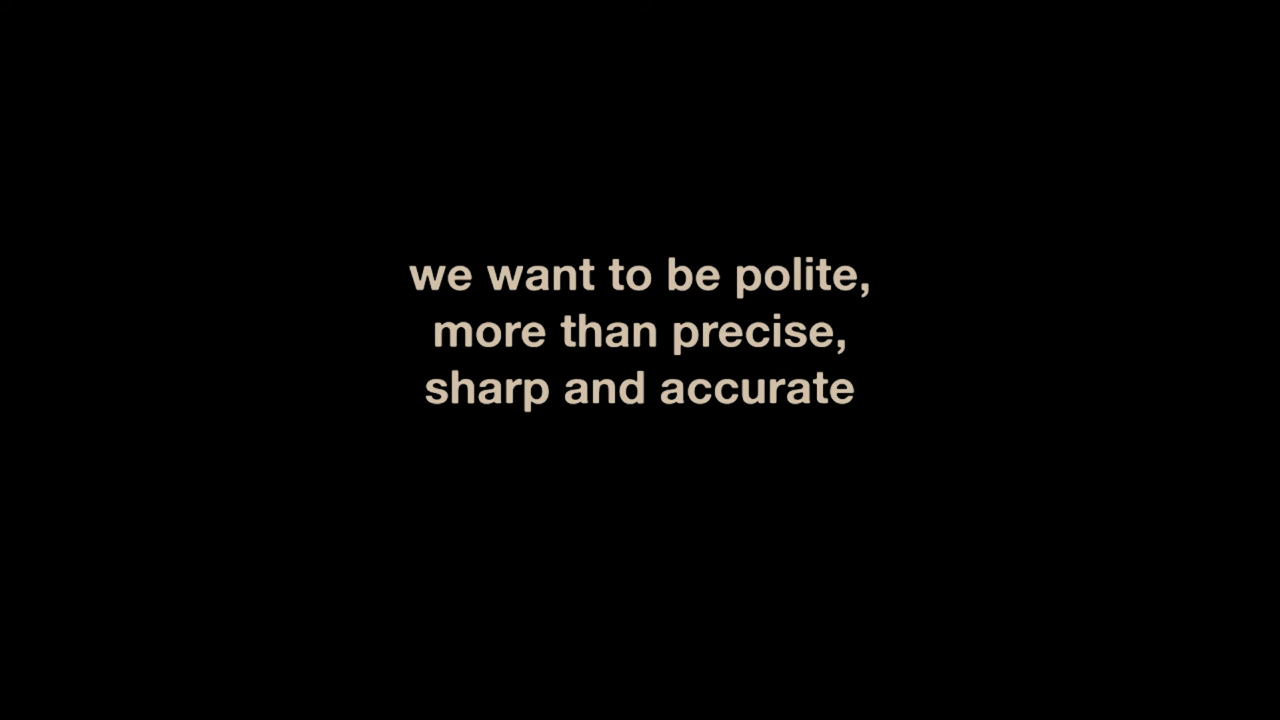 we want to be polite,
more than precise,
sharp and accurate